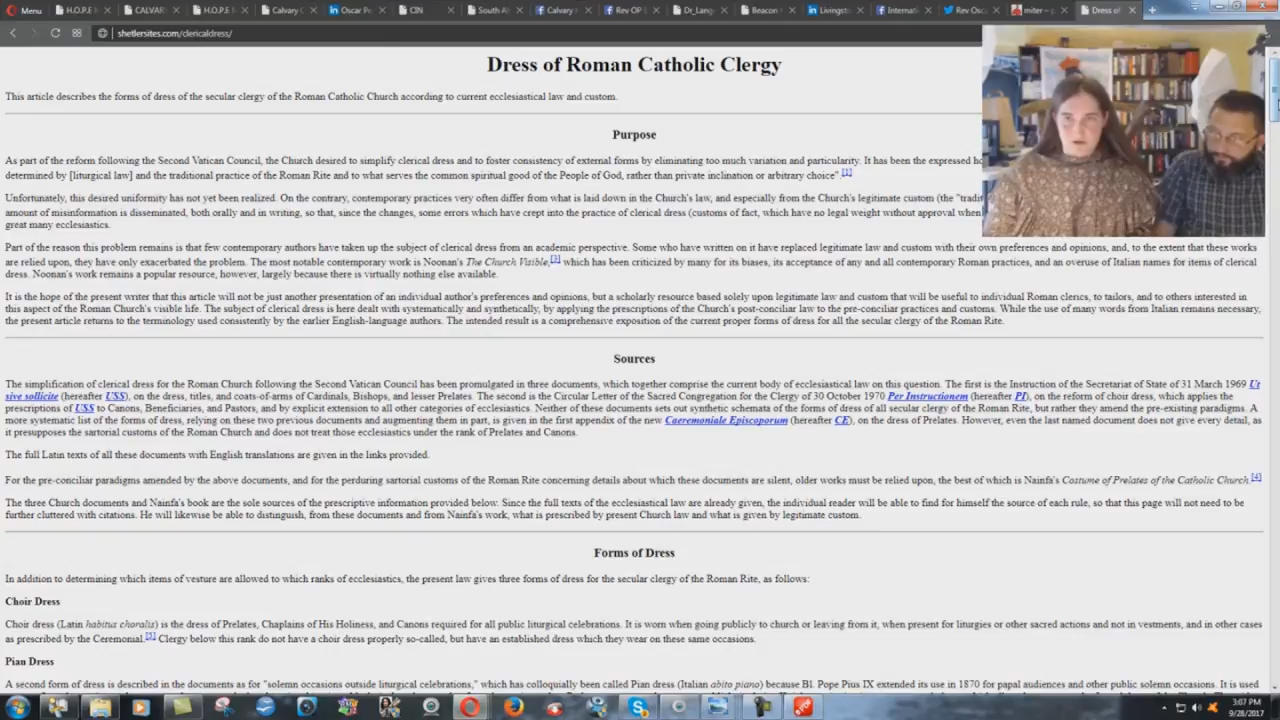 Menu H.O.P.E CALVAR H.O.P.E M Calvary C Oscar Pe CIN South Af Calvary Rev OP Dr_Lang Beacon Livingst Internati Rev Osc miter – Dress of
shetlersites.com/clericaldress/
Dress of Roman Catholic Clergy
This article describes the forms of dress of the secular clergy of the Roman Catholic Church according to current ecclesiastical law and custom.
Purpose
As part of the reform following the Second Vatican Council, the Church desired to simplify clerical dress and to foster consistency of external forms by eliminating too much variation and particularity. It has been the expressed
determined by [liturgical law] and the traditional practice of the Roman Rite and to what serves the common spiritual good of the People of God, rather than private inclination or arbitrary choice" [1]
Unfortunately, this desired uniformity has not yet been realized. On the contrary, contemporary practices very often differ from what is laid down in the Church's law, and especially from the Church's legitimate custom (the "tradi
amount of misinformation is disseminated, both orally and in writing, so that, since the changes, some errors which have crept into the practice of clerical dress (customs of fact, which have no legal weight without approval when
great many ecclesiastics.
Part of the reason this problem remains is that few contemporary authors have taken up the subject of clerical dress from an academic perspective. Some who have written on it have replaced legitimate law and custom with their own preferences and opinions, and, to the extent that these works
are relied upon, they have only exacerbated the problem. The most notable contemporary work is Noonan's The Church Visible,[3] which has been criticized by many for its biases, its acceptance of any and all contemporary Roman practices, and an overuse of Italian names for items of clerical
dress. Noonan's work remains a popular resource, however, largely because there is virtually nothing else available.
It is the hope of the present writer that this article will not be just another presentation of an individual author's preferences and opinions, but a scholarly resource based solely upon legitimate law and custom that will be useful to individual Roman clerics, to tailors, and to others interested in
this aspect of the Roman Church's visible life. The subject of clerical dress is here dealt with systematically and synthetically, by applying the prescriptions of the Church's post-conciliar law to the pre-conciliar practices and customs. While the use of many words from Italian remains necessary,
the present article returns to the terminology used consistently by the earlier English-language authors. The intended result is a comprehensive exposition of the current proper forms of dress for all the secular clergy of the Roman Rite.
Sources
The simplification of clerical dress for the Roman Church following the Second Vatican Council has been promulgated in three documents, which together comprise the current body of ecclesiastical law on this question. The first is the Instruction of the Secretariat of State of 31 March 1969 Ut
sive sollicite (hereafter USS), on the dress, titles, and coats-of-arms of Cardinals, Bishops, and lesser Prelates. The second is the Circular Letter of the Sacred Congregation for the Clergy of 30 October 1970 Per Instructionem (hereafter PI), on the reform of choir dress, which applies the
prescriptions of USS to Canons, Beneficiaries, and Pastors, and by explicit extension to all other categories of ecclesiastics. Neither of these documents sets out synthetic schemata of the forms of dress of all secular clergy of the Roman Rite, but rather they amend the pre-existing paradigms. A
more systematic list of the forms of dress, relying on these two previous documents and augmenting them in part, is given in the first appendix of the new Caeremoniale Episcoporum (hereafter CE), on the dress of Prelates. However, even the last named document does not give every detail, as
it presupposes the sartorial customs of the Roman Church and does not treat those ecclesiastics under the rank of Prelates and Canons.
The full Latin texts of all these documents with English translations are given in the links provided.
For the pre-conciliar paradigms amended by the above documents, and for the perduring sartorial customs of the Roman Rite concerning details about which these documents are silent, older works must be relied upon, the best of which is Nainfa's Costume of Prelates of the Catholic Church.[4]
The three Church documents and Nainfa's book are the sole sources of the prescriptive information provided below. Since the full texts of the ecclesiastical law are already given, the individual reader will be able to find for himself the source of each rule, so that this page will not need to be
further cluttered with citations. He will likewise be able to distinguish, from these documents and from Nainfa's work, what is prescribed by present Church law and what is given by legitimate custom.
Forms of Dress
In addition to determining which items of vesture are allowed to which ranks of ecclesiastics, the present law gives three forms of dress for the secular clergy of the Roman Rite, as follows:
Choir Dress
Choir dress (Latin habitus choralis) is the dress of Prelates, Chaplains of His Holiness, and Canons required for all public liturgical celebrations. It is worn when going publicly to church or leaving from it, when present for liturgies or other sacred actions and not in vestments, and in other cases
as prescribed by the Ceremonial.[5] Clergy below this rank do not have a choir dress properly so-called, but have an established dress which they wear on these same occasions.
Pian Dress
A second form of dress is described in the documents as for "solemn occasions outside liturgical celebrations," which has colloquially been called Pian dress (Italian abito piano) because Bl. Pope Pius IX extended its use in 1870 for papal audiences and other public solemn occasions. It is used
3:07 PM
9/28/2017